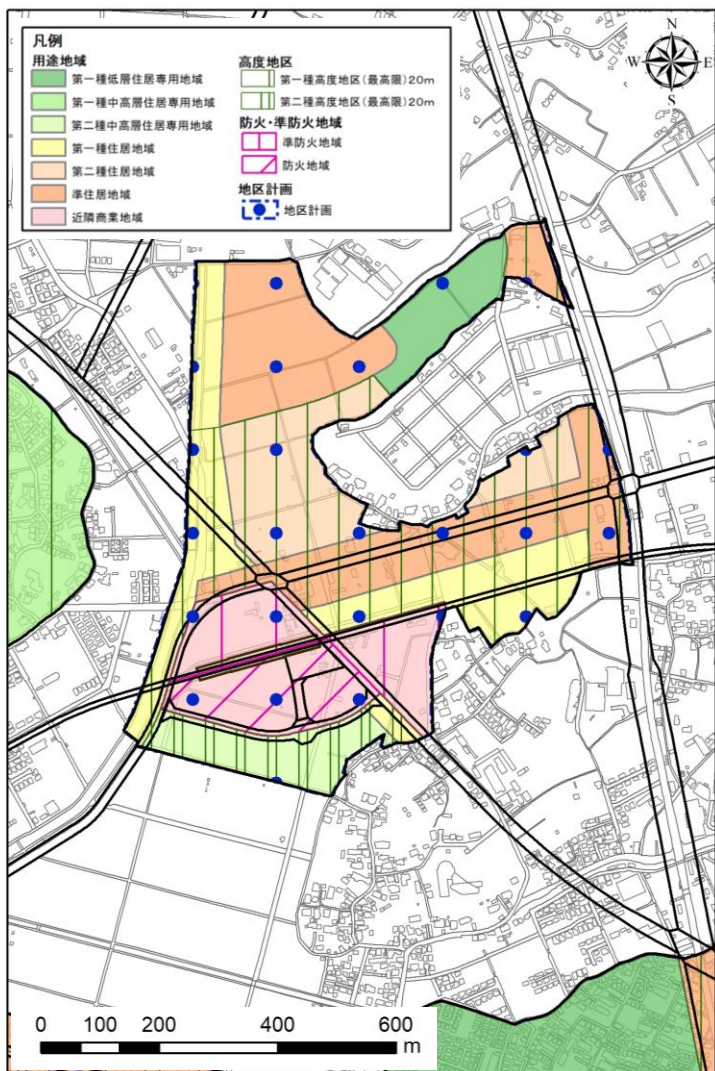 凡例
用途地域
第一種低層住居専用地域
第一種中高層住居専用地域
第二種中高層住居専用地域
第一種住居地域
第二種住居地域
準住居地域
近隣商業地域
高度地区
第一種高度地区(最高限)20m
第二種高度地区(最高限)20m
防火・準防火地域
準防火地域
防火地域
地区計画
地区計画
N
W E
S
0 100 200 400 600
m